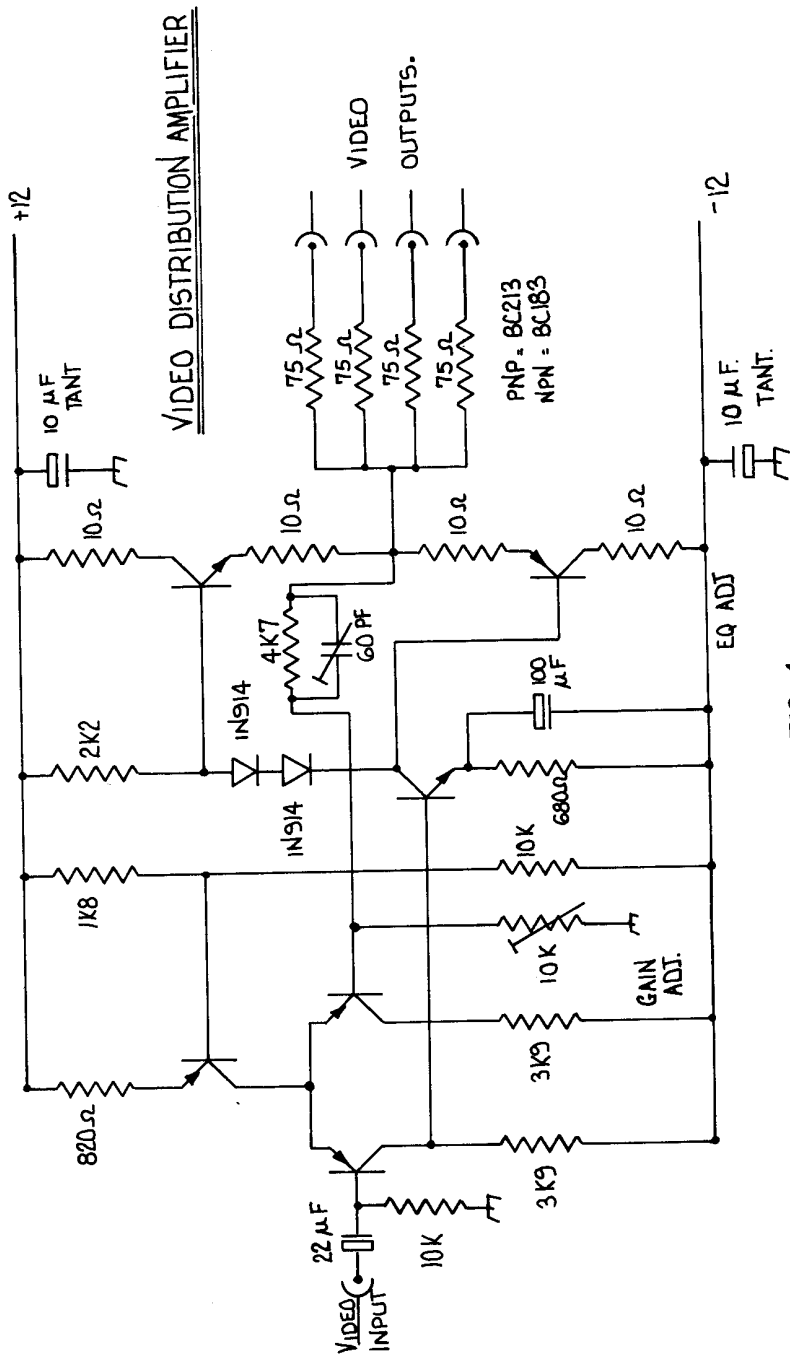 VIDEO DISTRIBUTION AMPLIFIER
+12
10 µF
TANT
820Ω
1K8
2K2
10Ω
10Ω
1N914
1N914
4K7
60 PF
75Ω
75Ω
75Ω
75Ω
VIDEO
OUTPUTS.
PNP = BC213
NPN = BC183
VIDEO
INPUT
22 µF
10K
3K9
3K9
GAIN
ADJ.
10K
10K
680Ω
100
µF
10Ω
10Ω
EQ ADJ
-12
10 µF.
TANT.